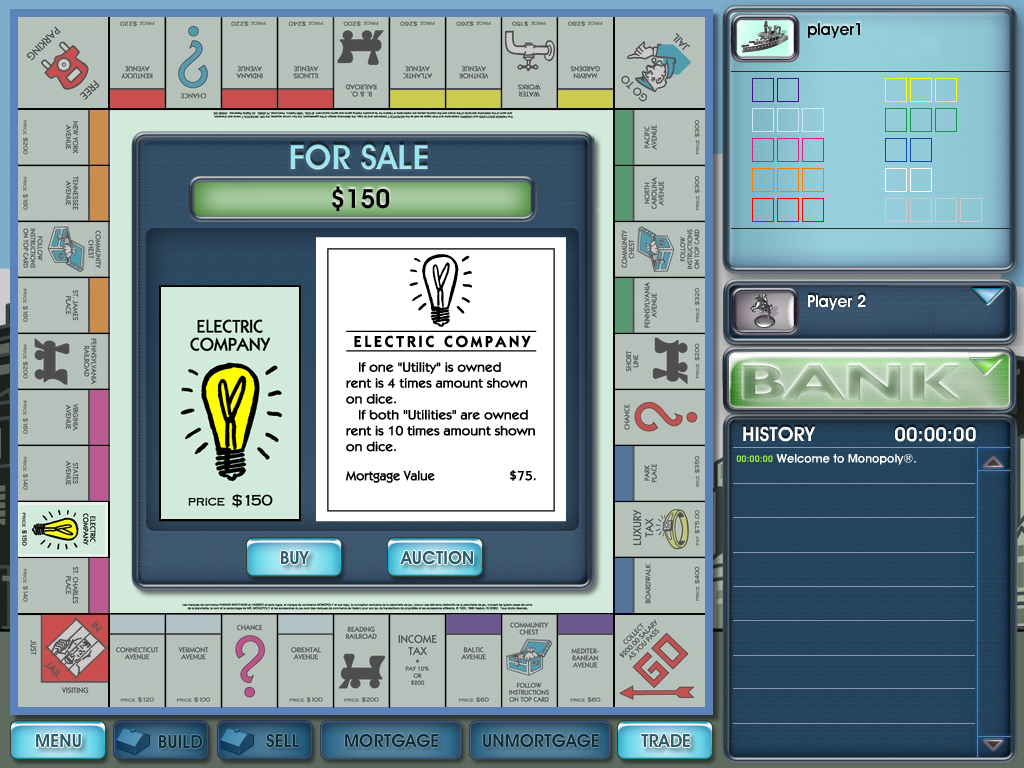 FREE
PARKING
PRICE $220
KENTUCKY
AVENUE
CHANCE
PRICE $220
INDIANA
AVENUE
PRICE $240
ILLINOIS
AVENUE
PRICE $200
B. & O.
RAILROAD
PRICE $260
ATLANTIC
AVENUE
PRICE $260
VENTNOR
AVENUE
PRICE $150
WATER
WORKS
PRICE $280
MARVIN
GARDENS
GO TO
JAIL
NEW YORK
AVENUE
PRICE $200
TENNESSEE
AVENUE
PRICE $180
COMMUNITY
CHEST
FOLLOW
INSTRUCTIONS
ON TOP CARD
ST. JAMES
PLACE
PRICE $180
PENNSYLVANIA
RAILROAD
PRICE $200
VIRGINIA
AVENUE
PRICE $160
STATES
AVENUE
PRICE $140
ELECTRIC
COMPANY
PRICE $150
ST. CHARLES
PLACE
PRICE $140
FOR SALE
$150
ELECTRIC
COMPANY
PRICE $150
ELECTRIC COMPANY
If one "Utility" is owned
rent is 4 times amount shown
on dice.
If both "Utilities" are owned
rent is 10 times amount shown
on dice.
Mortgage Value $75.
BUY
AUCTION
PACIFIC
AVENUE
PRICE $300
NORTH
CAROLINA
AVENUE
PRICE $300
COMMUNITY
CHEST
FOLLOW
INSTRUCTIONS
ON TOP CARD
PENNSYLVANIA
AVENUE
PRICE $320
SHORT
LINE
PRICE $200
CHANCE
PARK
PLACE
PRICE $350
LUXURY
TAX
PAY $75.00
BOARDWALK
PRICE $400
JUST
VISITING
IN
JAIL
CONNECTICUT
AVENUE
PRICE $120
VERMONT
AVENUE
PRICE $100
CHANCE
ORIENTAL
AVENUE
PRICE $100
READING
RAILROAD
PRICE $200
INCOME
TAX
PAY 10%
OR
$200
BALTIC
AVENUE
PRICE $60
COMMUNITY
CHEST
FOLLOW
INSTRUCTIONS
ON TOP CARD
MEDITER-
RANEAN
AVENUE
PRICE $60
COLLECT
$200.00 SALARY
AS YOU PASS
GO
MENU
BUILD
SELL
MORTGAGE
UNMORTGAGE
TRADE
player1
Player 2
BANK
HISTORY 00:00:00
00:00:00 Welcome to Monopoly®.